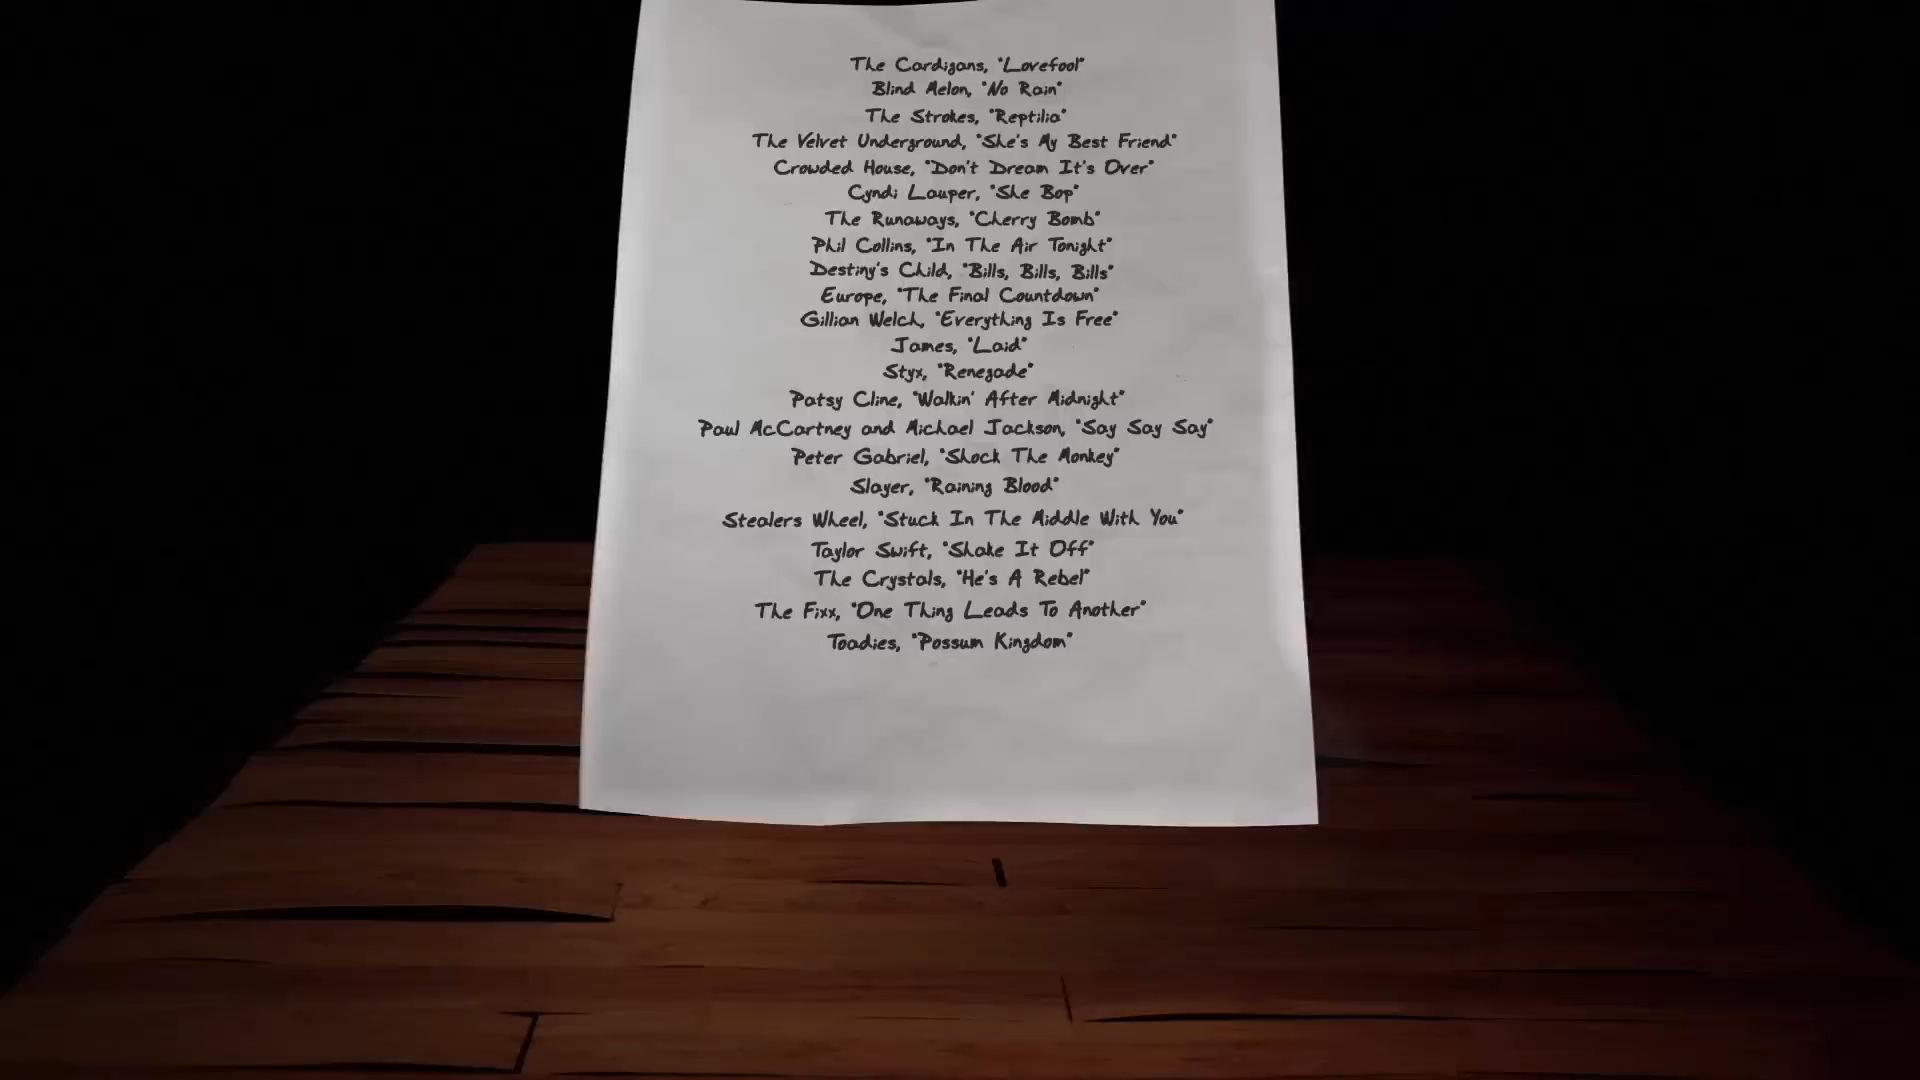 The Cardigans, "Lovefool"
Blind Melon, "No Rain"
The Strokes, "Reptilia"
The Velvet Underground, "She's My Best Friend"
Crowded House, "Don't Dream It's Over"
Cyndi Lauper, "She Bop"
The Runaways, "Cherry Bomb"
Phil Collins, "In The Air Tonight"
Destiny's Child, "Bills, Bills, Bills"
Europe, "The Final Countdown"
Gillian Welch, "Everything Is Free"
James, "Laid"
Styx, "Renegade"
Patsy Cline, "Walkin' After Midnight"
Paul McCartney and Michael Jackson, "Say Say Say"
Peter Gabriel, "Shock The Monkey"
Slayer, "Raining Blood"
Stealers Wheel, "Stuck In The Middle With You"
Taylor Swift, "Shake It Off"
The Crystals, "He's A Rebel"
The Fixx, "One Thing Leads To Another"
Toadies, "Possum Kingdom"